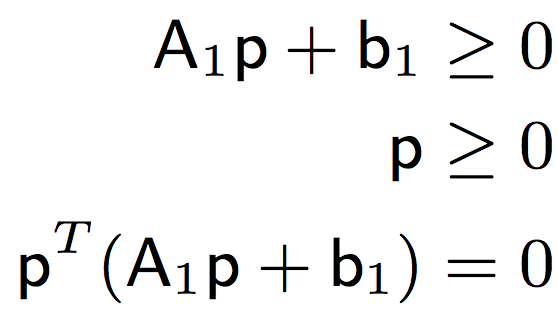 A₁p + b₁ ≥ 0
p ≥ 0
pᵀ(A₁p + b₁) = 0